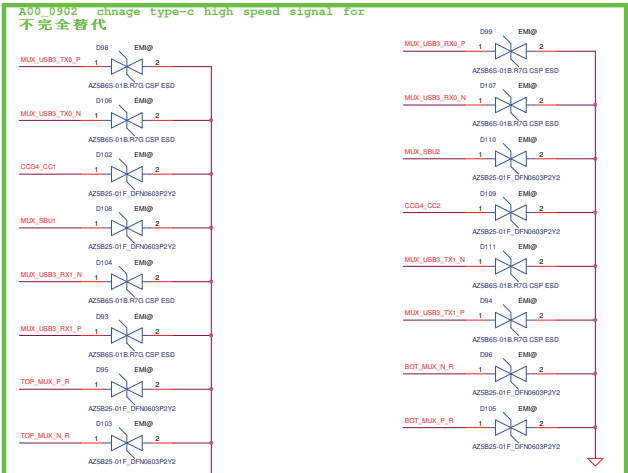 A00_0902 chnage type-c high speed signal for
不完全替代
D98 EMI@
MUX_USB3_TX0_P 1 2
AZ5B6S-01B.R7G CSP ESD
D106 EMI@
MUX_USB3_TX0_N 1 2
AZ5B6S-01B.R7G CSP ESD
D102 EMI@
CCG4_CC1 1 2
AZ5B25-01F_DFN0603P2Y2
D108 EMI@
MUX_SBU1 1 2
AZ5B25-01F_DFN0603P2Y2
D104 EMI@
MUX_USB3_RX1_N 1 2
AZ5B6S-01B.R7G CSP ESD
D93 EMI@
MUX_USB3_RX1_P 1 2
AZ5B6S-01B.R7G CSP ESD
D95 EMI@
TOP_MUX_P_R 1 2
AZ5B25-01F_DFN0603P2Y2
D103 EMI@
TOP_MUX_N_R 1 2
AZ5B25-01F_DFN0603P2Y2
D99 EMI@
MUX_USB3_RX0_P 1 2
AZ5B6S-01B.R7G CSP ESD
D107 EMI@
MUX_USB3_RX0_N 1 2
AZ5B6S-01B.R7G CSP ESD
D110 EMI@
MUX_SBU2 1 2
AZ5B25-01F_DFN0603P2Y2
D109 EMI@
CCG4_CC2 1 2
AZ5B25-01F_DFN0603P2Y2
D111 EMI@
MUX_USB3_TX1_N 1 2
AZ5B6S-01B.R7G CSP ESD
D94 EMI@
MUX_USB3_TX1_P 1 2
AZ5B6S-01B.R7G CSP ESD
D96 EMI@
BOT_MUX_N_R 1 2
AZ5B25-01F_DFN0603P2Y2
D105 EMI@
BOT_MUX_P_R 1 2
AZ5B25-01F_DFN0603P2Y2